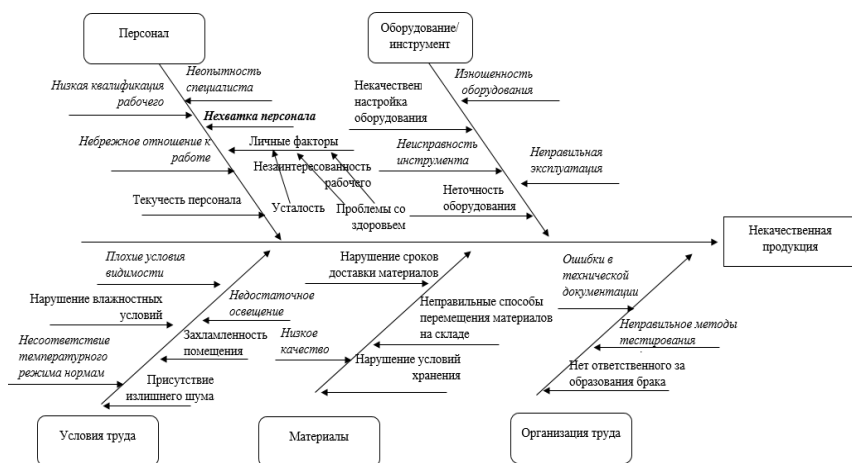 Персонал
Оборудование/
инструмент
Неопытность
специалиста
Низкая квалификация
рабочего
Нехватка персонала
Небрежное отношение к
работе
Личные факторы
Незаинтересованность
рабочего
Текучесть персонала
Усталость
Проблемы со
здоровьем
Изношенность
оборудования
Некачествен
настройка
оборудования
Неисправность
инструмента
Неправильная
эксплуатация
Неточность
оборудования
Некачественная
продукция
Плохие условия
видимости
Нарушение влажностных
условий
Недостаточное
освещение
Несоответствие
температурного
режима нормам
Захламленность
помещения
Присутствие
излишнего шума
Условия труда
Нарушение сроков
доставки материалов
Неправильные способы
перемещения материалов
на складе
Низкое
качество
Нарушение условий
хранения
Материалы
Ошибки в
технической
документации
Неправильное методы
тестирования
Нет ответственного за
образования брака
Организация труда